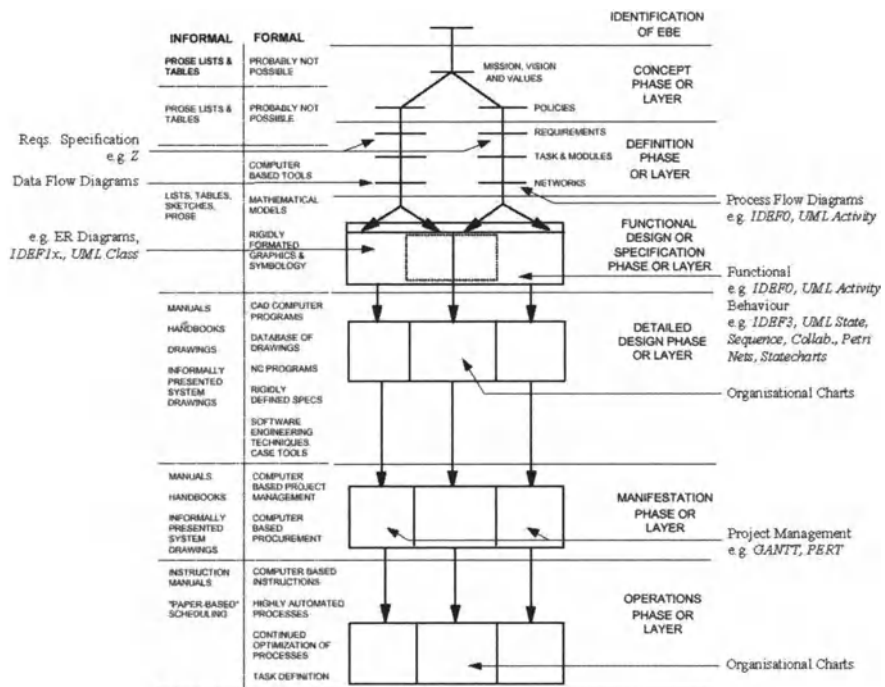 IDENTIFICATION
OF EBE
INFORMAL
FORMAL
PROSE LISTS &
TABLES
PROBABLY NOT
POSSIBLE
MISSION, VISION
AND VALUES
CONCEPT
PHASE OR
LAYER
PROSE LISTS &
TABLES
PROBABLY NOT
POSSIBLE
POLICIES
Reqs. Specification
e.g. Z
REQUIREMENTS
DEFINITION
PHASE
OR LAYER
TASK & MODULES
COMPUTER
BASED TOOLS
Data Flow Diagrams
NETWORKS
LISTS, TABLES,
SKETCHES,
PROSE
MATHEMATICAL
MODELS
Process Flow Diagrams
e.g. IDEF0, UML Activity
FUNCTIONAL
DESIGN OR
SPECIFICATION
PHASE OR LAYER
e.g. ER Diagrams,
IDEF1x., UML Class
RIGIDLY
FORMATED
GRAPHICS &
SYMBOLOGY
Functional
e.g. IDEF0, UML Activity
Behaviour
e.g. IDEF3, UML State,
Sequence, Collab., Petri
Nets, Statecharts
MANUALS
HANDBOOKS
DRAWINGS
INFORMALLY
PRESENTED
SYSTEM
DRAWINGS
CAD COMPUTER
PROGRAMS
DATABASE OF
DRAWINGS
NC PROGRAMS
RIGIDLY
DEFINED SPECS
SOFTWARE
ENGINEERING
TECHNIQUES
CASE TOOLS
DETAILED
DESIGN PHASE
OR LAYER
Organisational Charts
MANUALS
HANDBOOKS
INFORMALLY
PRESENTED
SYSTEM
DRAWINGS
COMPUTER
BASED PROJECT
MANAGEMENT
COMPUTER
BASED
PROCUREMENT
MANIFESTATION
PHASE OR
LAYER
Project Management
e.g. GANTT, PERT
INSTRUCTION
MANUALS
"PAPER-BASED"
SCHEDULING
COMPUTER BASED
INSTRUCTIONS
HIGHLY AUTOMATED
PROCESSES
CONTINUED
OPTIMIZATION OF
PROCESSES
TASK DEFINITION
OPERATIONS
PHASE OR
LAYER
Organisational Charts